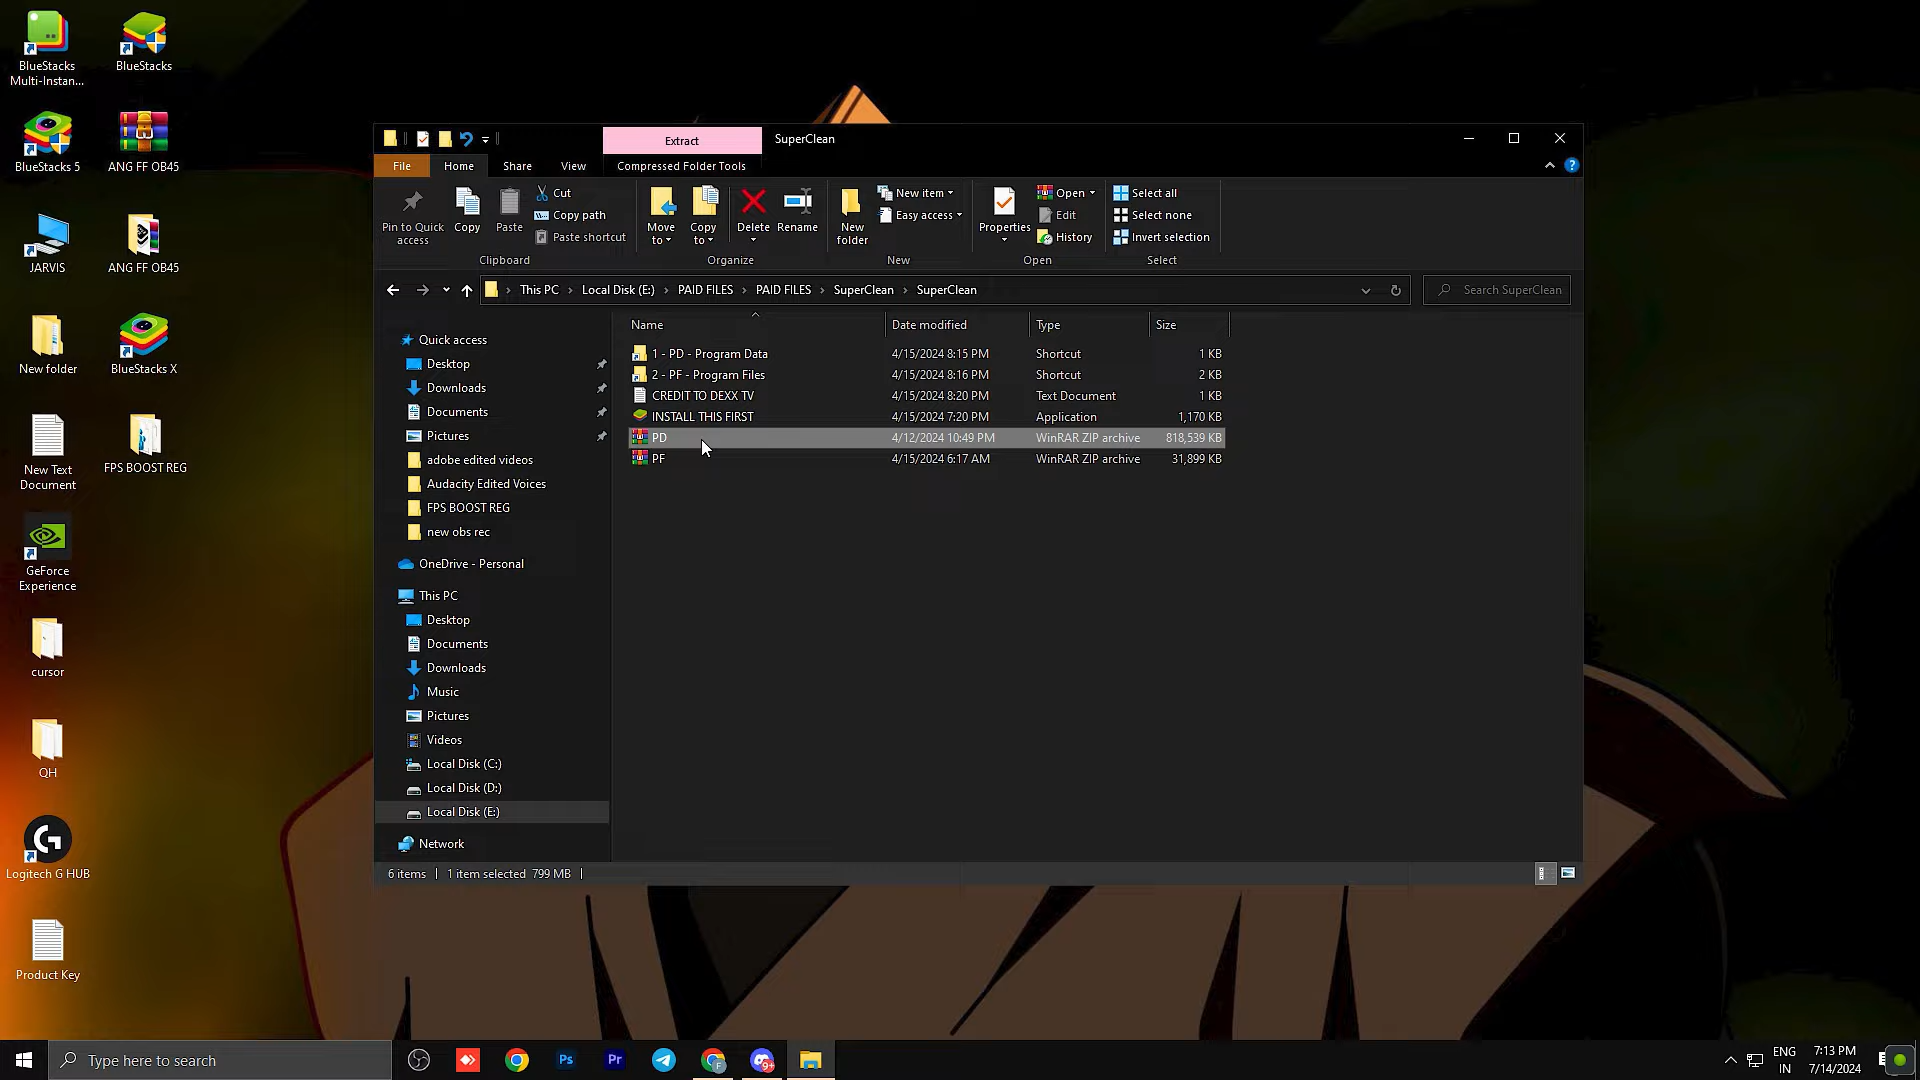 BlueStacks
Multi-Instan...
BlueStacks
BlueStacks 5
ANG FF OB45
JARVIS
ANG FF OB45
New folder
BlueStacks X
New Text
Document
FPS BOOST REG
GeForce
Experience
cursor
QH
Logitech G HUB
Product Key
Extract
SuperClean
File
Home
Share
View
Compressed Folder Tools
Pin to Quick
access
Copy
Paste
Cut
Copy path
Paste shortcut
Clipboard
Move
to
Copy
to
Delete
Rename
Organize
New
folder
New item
Easy access
New
Properties
Open
Edit
History
Open
Select all
Select none
Invert selection
Select
This PC > Local Disk (E:) > PAID FILES > PAID FILES > SuperClean > SuperClean
Search SuperClean
Name Date modified Type Size
1 - PD - Program Data 4/15/2024 8:15 PM Shortcut 1 KB
2 - PF - Program Files 4/15/2024 8:16 PM Shortcut 2 KB
CREDIT TO DEXX TV 4/15/2024 8:20 PM Text Document 1 KB
INSTALL THIS FIRST 4/15/2024 7:20 PM Application 1,170 KB
PD 4/12/2024 10:49 PM WinRAR ZIP archive 818,539 KB
PF 4/15/2024 6:17 AM WinRAR ZIP archive 31,899 KB
Quick access
Desktop
Downloads
Documents
Pictures
adobe edited videos
Audacity Edited Voices
FPS BOOST REG
new obs rec
OneDrive - Personal
This PC
Desktop
Documents
Downloads
Music
Pictures
Videos
Local Disk (C:)
Local Disk (D:)
Local Disk (E:)
Network
6 items | 1 item selected 799 MB |
Type here to search
Ps
Pr
F
9+
ENG
IN
7:13 PM
7/14/2024